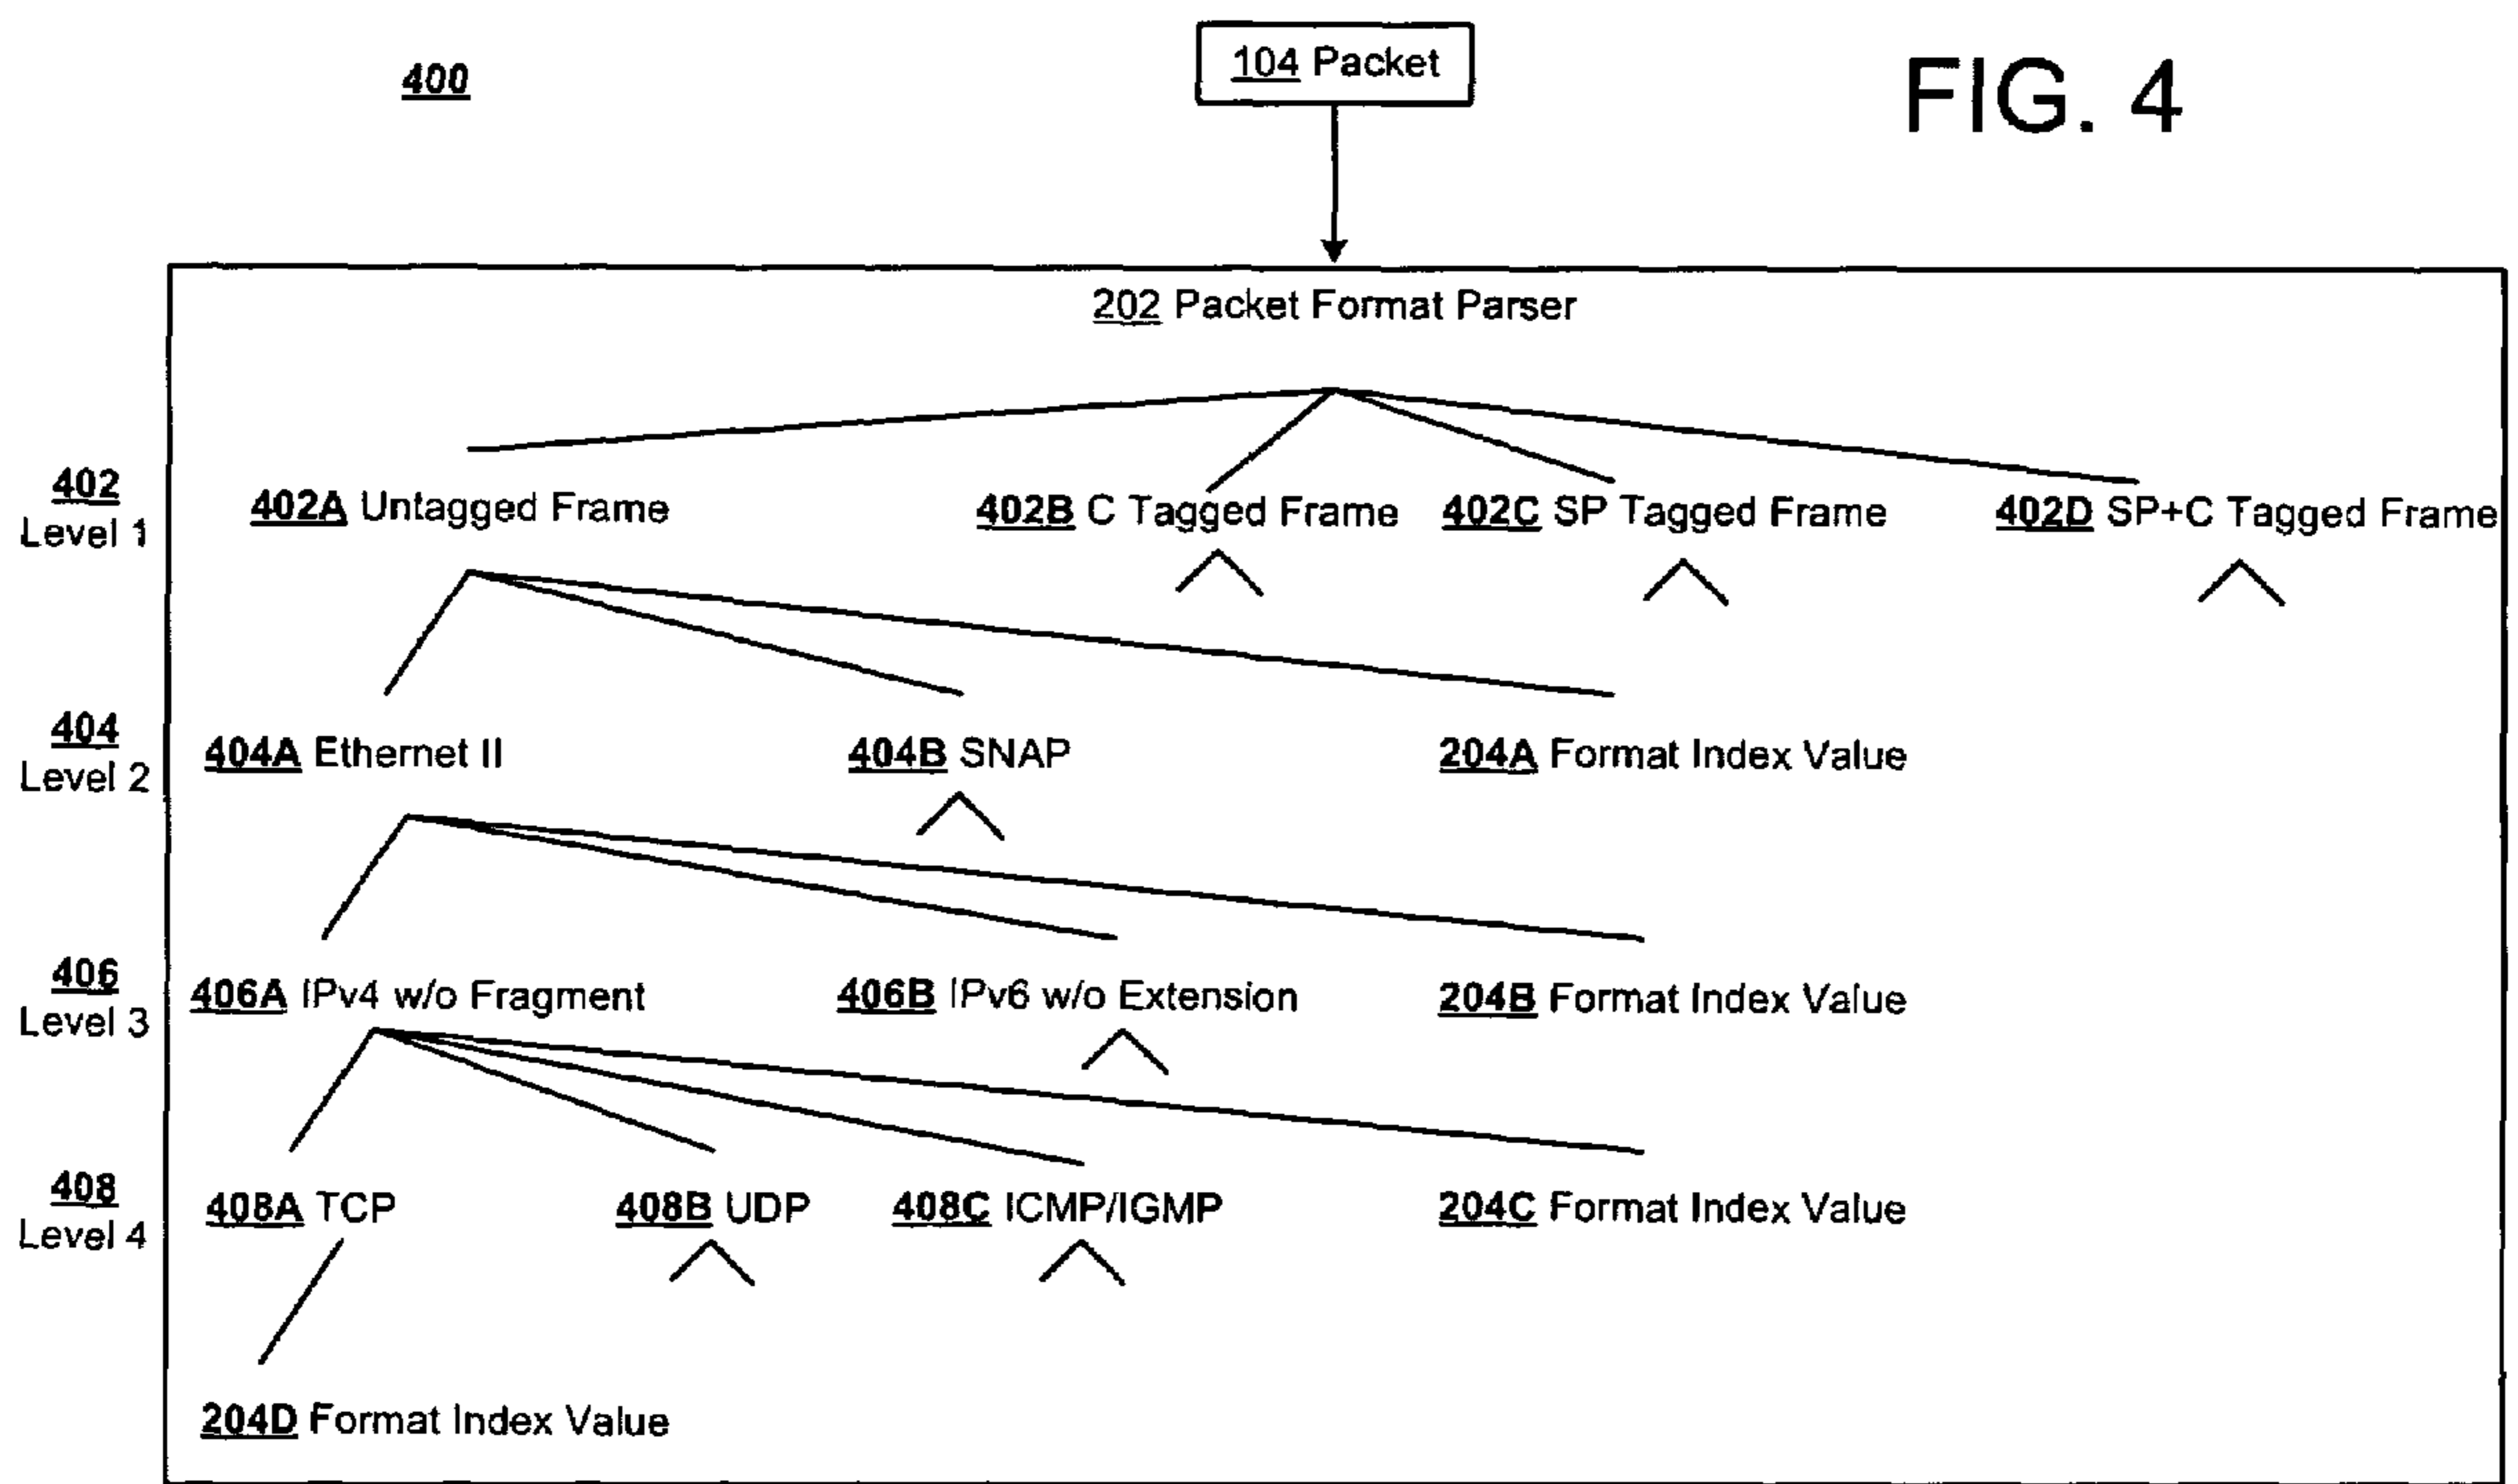 400
104 Packet
FIG. 4
202 Packet Format Parser
402
Level 1
402A Untagged Frame
402B C Tagged Frame
402C SP Tagged Frame
402D SP+C Tagged Frame
404
Level 2
404A Ethernet II
404B SNAP
204A Format Index Value
406
Level 3
406A IPv4 w/o Fragment
406B IPv6 w/o Extension
204B Format Index Value
408
Level 4
408A TCP
408B UDP
408C ICMP/IGMP
204C Format Index Value
204D Format Index Value